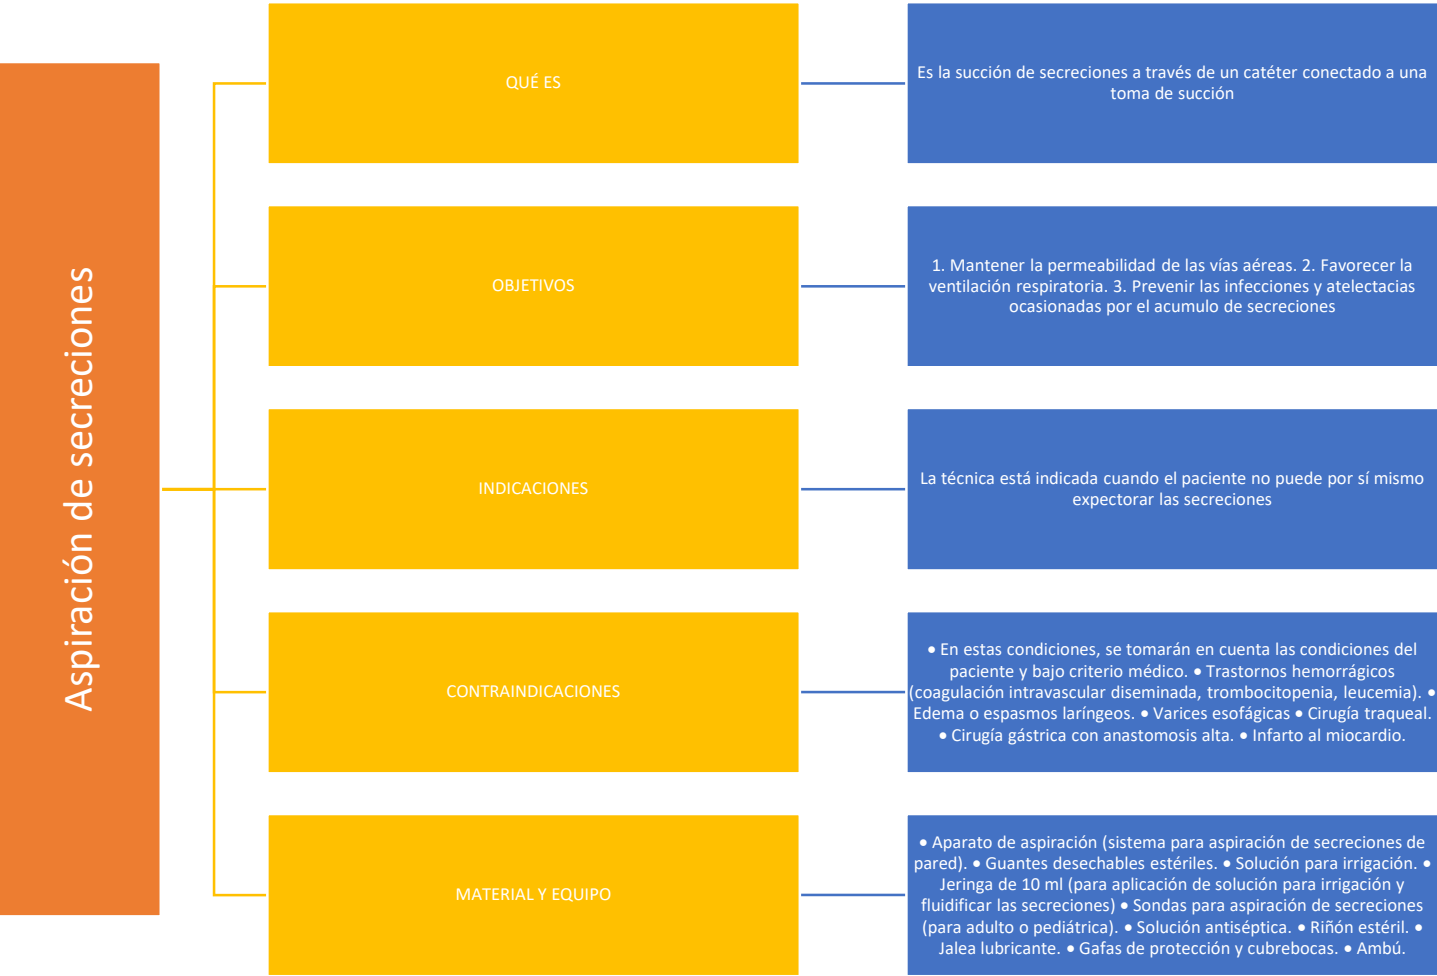 Aspiración de secreciones
QUÉ ES
Es la succión de secreciones a través de un catéter conectado a una
toma de succión
OBJETIVOS
1. Mantener la permeabilidad de las vías aéreas. 2. Favorecer la
ventilación respiratoria. 3. Prevenir las infecciones y atelectacias
ocasionadas por el acumulo de secreciones
INDICACIONES
La técnica está indicada cuando el paciente no puede por sí mismo
expectorar las secreciones
CONTRAINDICACIONES
• En estas condiciones, se tomarán en cuenta las condiciones del
paciente y bajo criterio médico. • Trastornos hemorrágicos
(coagulación intravascular diseminada, trombocitopenia, leucemia). •
Edema o espasmos laríngeos. • Varices esofágicas • Cirugía traqueal.
• Cirugía gástrica con anastomosis alta. • Infarto al miocardio.
MATERIAL Y EQUIPO
• Aparato de aspiración (sistema para aspiración de secreciones de
pared). • Guantes desechables estériles. • Solución para irrigación. •
Jeringa de 10 ml (para aplicación de solución para irrigación y
fluidificar las secreciones) • Sondas para aspiración de secreciones
(para adulto o pediátrica). • Solución antiséptica. • Riñón estéril. •
Jalea lubricante. • Gafas de protección y cubrebocas. • Ambú.